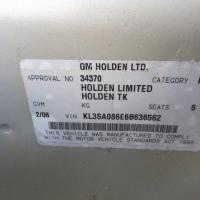 GM HOLDEN LTD.
APPROVAL NO 34370 CATEGORY
HOLDEN LIMITED
HOLDEN TK
GVM KG SEATS 5
2/06 VIN KL3SA086E6B636562
THIS VEHICLE WAS MANUFACTURED
TO COMPLY WITH
THE MOTOR VEHICLE STANDARDS ACT 1989